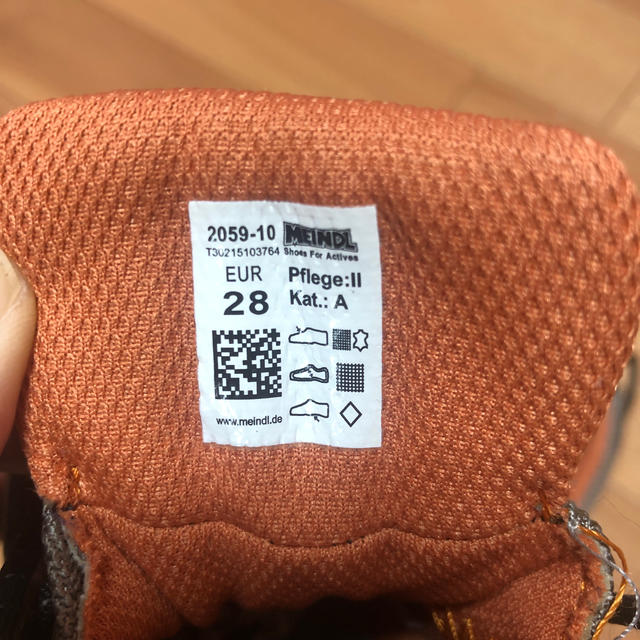 2059-10 MEINDL
T30215103764 Shoes For Actives
EUR Pflege:II
28 Kat.: A
www.meindl.de